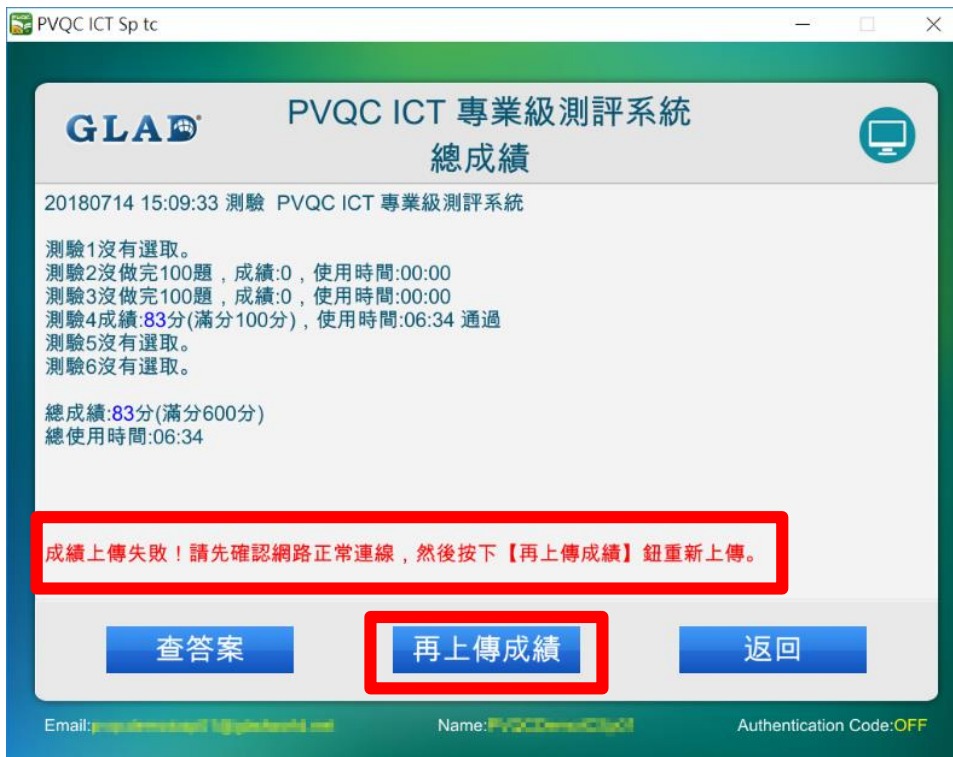 PVQC ICT Sp tc
GLAD
PVQC ICT 專業級測評系統
總成績
20180714 15:09:33 測驗 PVQC ICT 專業級測評系統
測驗1沒有選取。
測驗2沒做完100題，成績:0，使用時間:00:00
測驗3沒做完100題，成績:0，使用時間:00:00
測驗4成績:83分(滿分100分)，使用時間:06:34 通過
測驗5沒有選取。
測驗6沒有選取。
總成績:83分(滿分600分)
總使用時間:06:34
成績上傳失敗！請先確認網路正常連線，然後按下【再上傳成績】鈕重新上傳。
查答案
再上傳成績
返回
Email:
Name:
Authentication Code:OFF